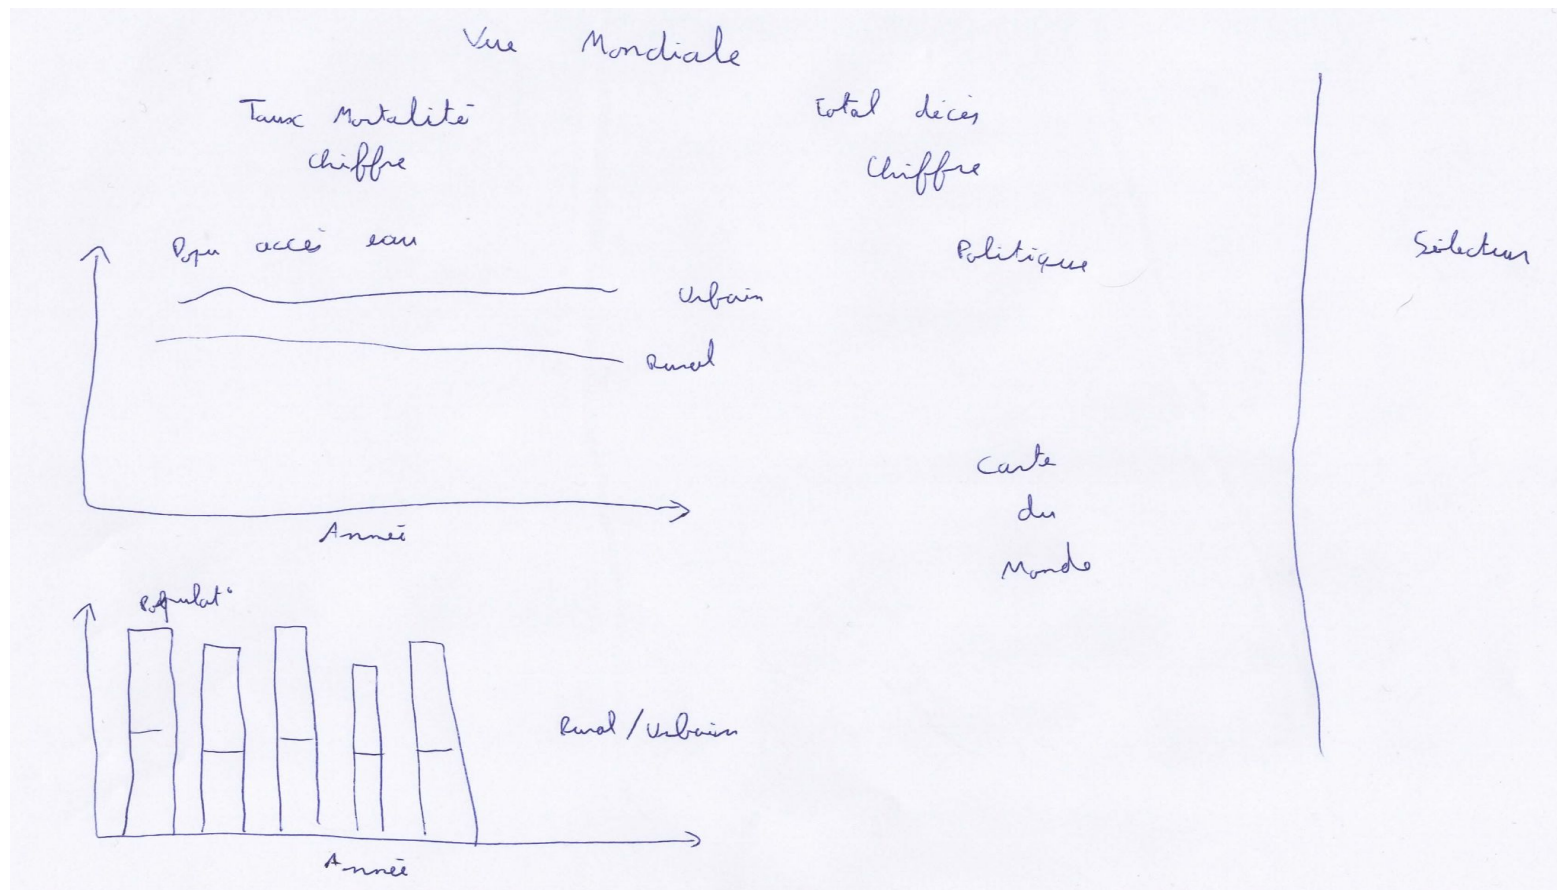 Vue Mondiale
Taux Mortalité
Chiffre
Total décès
Chiffre
Popu accès eau
Urbain
Rural
Année
Politique
Sélecteur
Carte
du
Monde
Populat°
Rural / Urbain
Année